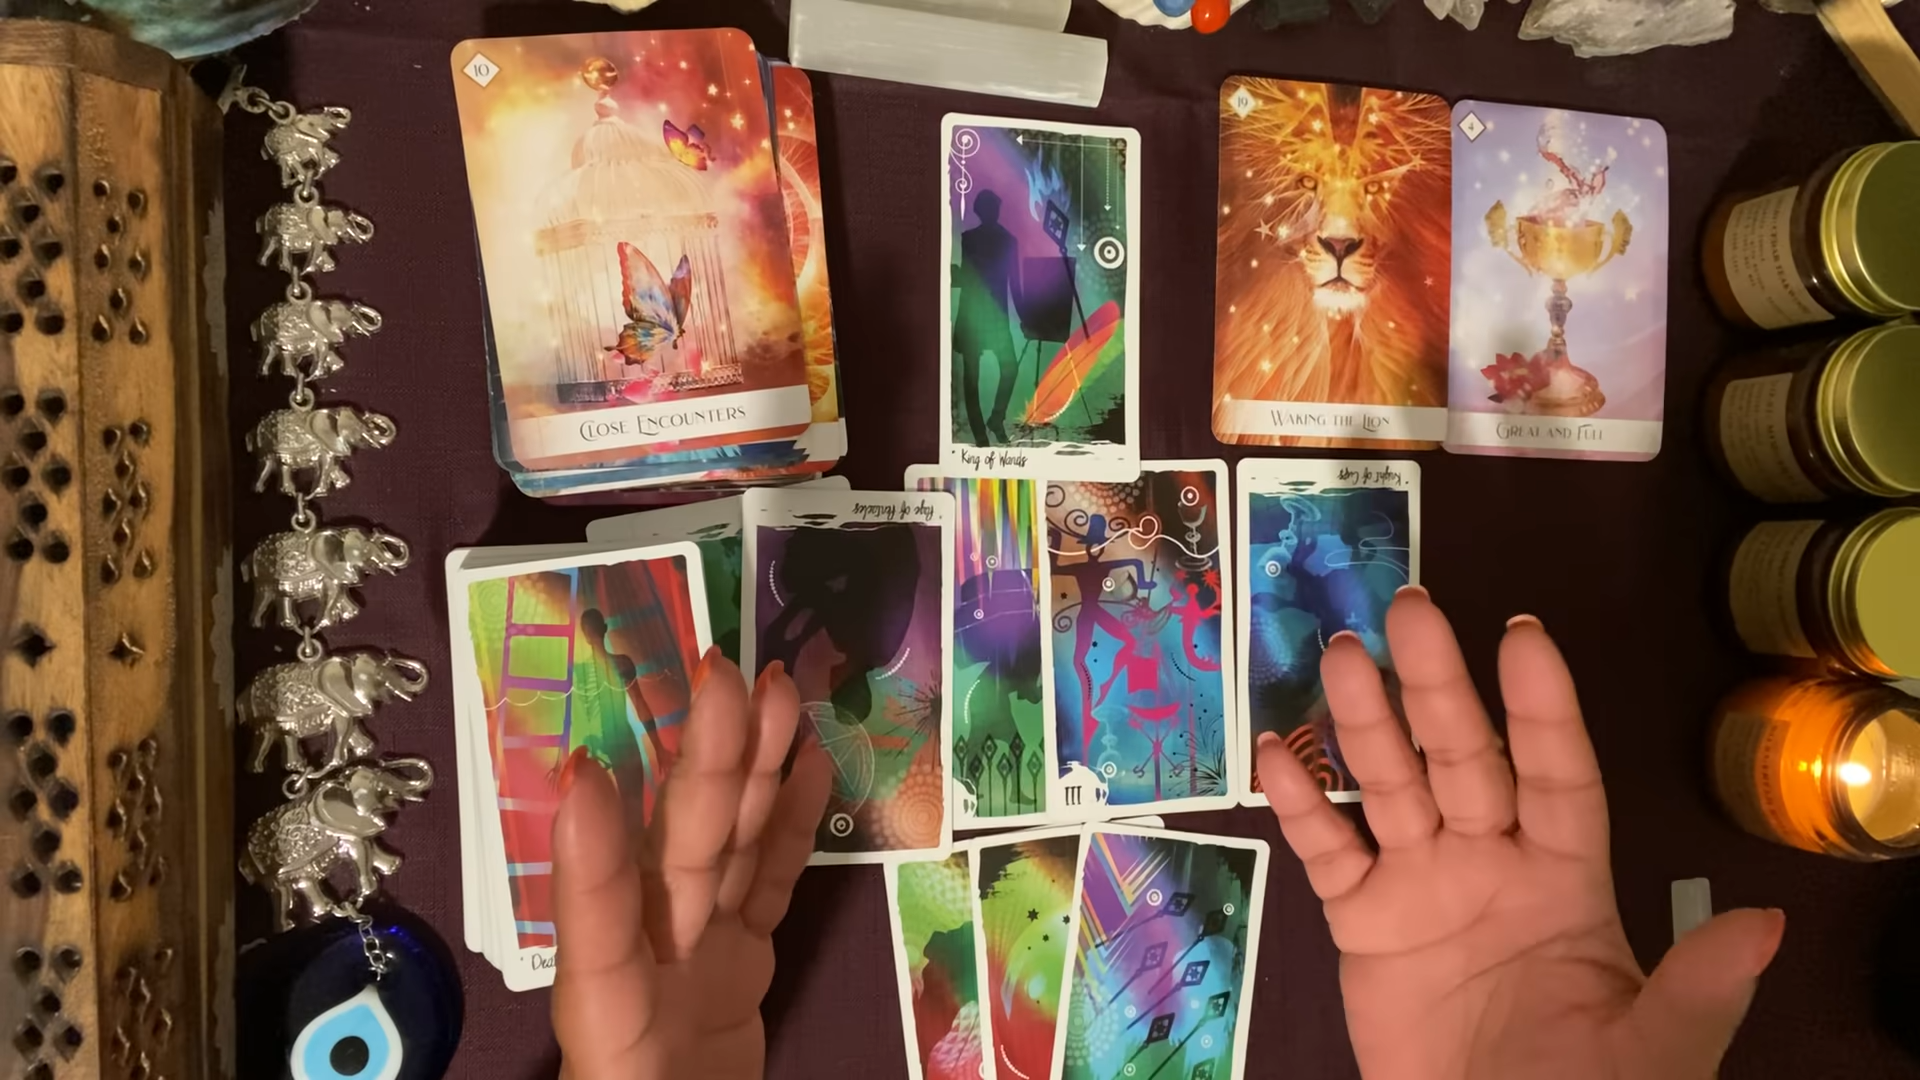 10
CLOSE ENCOUNTERS
King of Wands
19
WAKING THE LION
4
GREAT AND FULL
Page of Pentacles
Knight of Cups
III